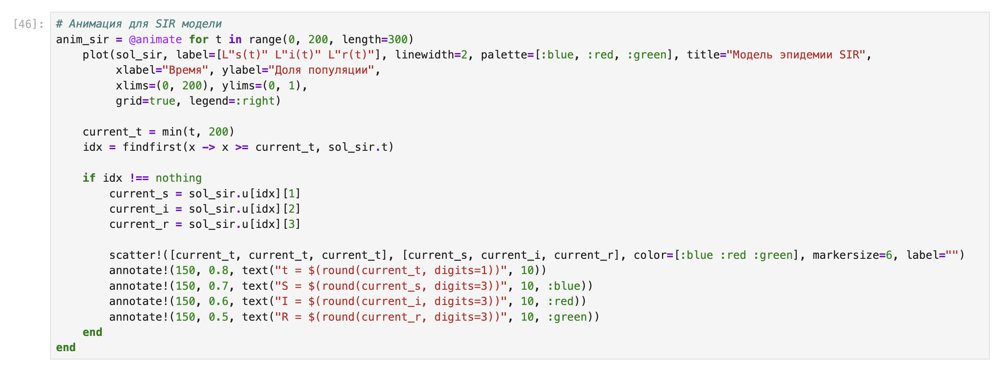 [46]:
# Анимация для SIR модели
anim_sir = @animate for t in range(0, 200, length=300)
    plot(sol_sir, label=[L"s(t)" L"i(t)" L"r(t)"], linewidth=2, palette=[:blue, :red, :green], title="Модель эпидемии SIR",
         xlabel="Время", ylabel="Доля популяции",
         xlims=(0, 200), ylims=(0, 1),
         grid=true, legend=:right)

    current_t = min(t, 200)
    idx = findfirst(x -> x >= current_t, sol_sir.t)

    if idx !== nothing
        current_s = sol_sir.u[idx][1]
        current_i = sol_sir.u[idx][2]
        current_r = sol_sir.u[idx][3]

        scatter!([current_t, current_t, current_t], [current_s, current_i, current_r], color=[:blue :red :green], markersize=6, label="")
        annotate!(150, 0.8, text("t = $(round(current_t, digits=1))", 10))
        annotate!(150, 0.7, text("S = $(round(current_s, digits=3))", 10, :blue))
        annotate!(150, 0.6, text("I = $(round(current_i, digits=3))", 10, :red))
        annotate!(150, 0.5, text("R = $(round(current_r, digits=3))", 10, :green))
    end
end